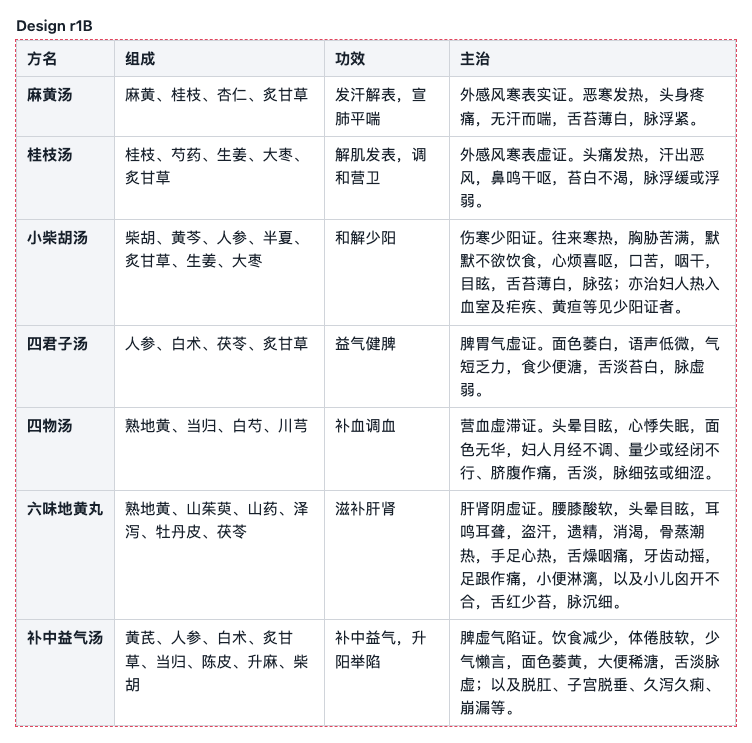 Design r1B
方名 组成 功效 主治
麻黄汤 麻黄、桂枝、杏仁、炙甘草 发汗解表，宣 外感风寒表实证。恶寒发热，头身疼
肺平喘 痛，无汗而喘，舌苔薄白，脉浮紧。
桂枝汤 桂枝、芍药、生姜、大枣、 解肌发表，调 外感风寒表虚证。头痛发热，汗出恶
炙甘草 和营卫 风，鼻鸣干呕，苔白不渴，脉浮缓或浮
弱。
小柴胡汤 柴胡、黄芩、人参、半夏、 和解少阳 伤寒少阳证。往来寒热，胸胁苦满，默
炙甘草、生姜、大枣 默不欲饮食，心烦喜呕，口苦，咽干，
目眩，舌苔薄白，脉弦；亦治妇人热入
血室及疟疾、黄疸等见少阳证者。
四君子汤 人参、白术、茯苓、炙甘草 益气健脾 脾胃气虚证。面色萎白，语声低微，气
短乏力，食少便溏，舌淡苔白，脉虚
弱。
四物汤 熟地黄、当归、白芍、川芎 补血调血 营血虚滞证。头晕目眩，心悸失眠，面
色无华，妇人月经不调、量少或经闭不
行、脐腹作痛，舌淡，脉细弦或细涩。
六味地黄丸 熟地黄、山茱萸、山药、泽 滋补肝肾 肝肾阴虚证。腰膝酸软，头晕目眩，耳
泻、牡丹皮、茯苓 鸣耳聋，盗汗，遗精，消渴，骨蒸潮
热，手足心热，舌燥咽痛，牙齿动摇，
足跟作痛，小便淋漓，以及小儿囟开不
合，舌红少苔，脉沉细。
补中益气汤 黄芪、人参、白术、炙甘 补中益气，升 脾虚气陷证。饮食减少，体倦肢软，少
草、当归、陈皮、升麻、柴 阳举陷 气懒言，面色萎黄，大便稀溏，舌淡脉
胡 虚；以及脱肛、子宫脱垂、久泻久痢、
崩漏等。